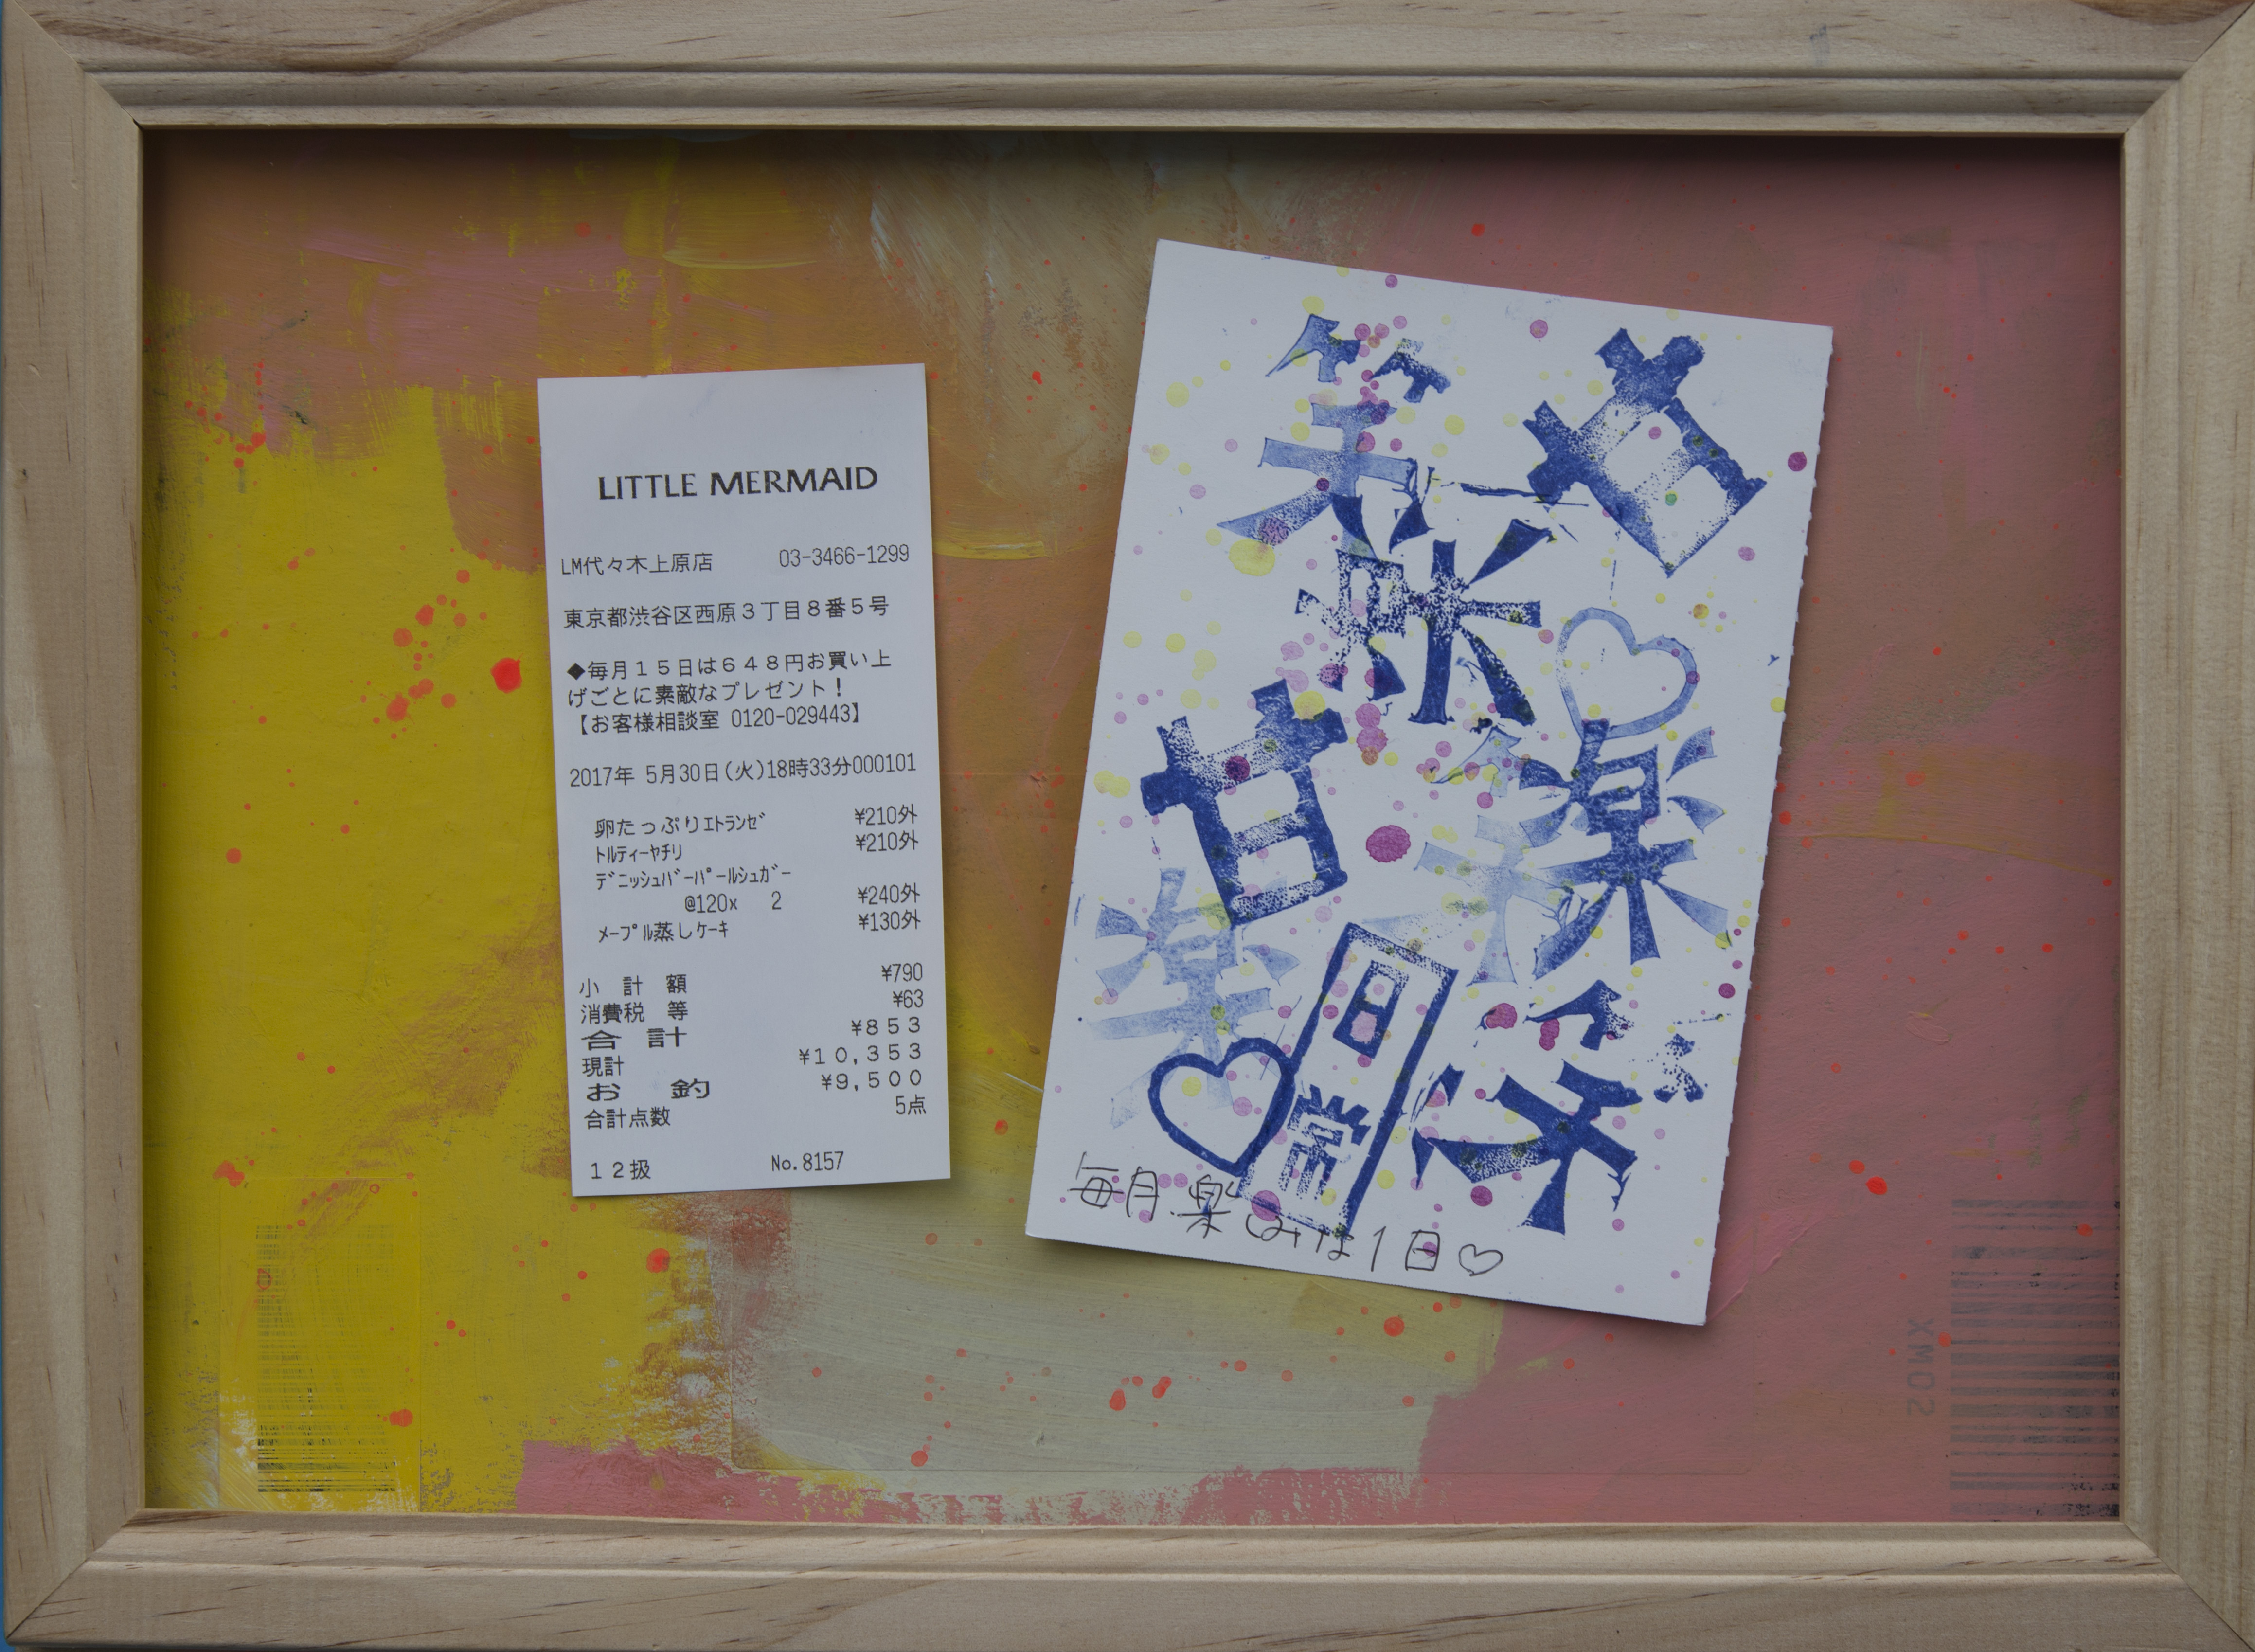 LITTLE MERMAID
LM代々木上原店 03-3466-1299
東京都渋谷区西原3丁目8番5号
◆毎月15日は648円お買い上
げごとに素敵なプレゼント!
【お客様相談室 0120-029443】
2017年 5月30日(火)18時33分000101
卵たっぷりエトランゼ ¥210外
トルティーヤチリ ¥210外
デニッシュバーパールシュガー
@120x 2 ¥240外
メープル蒸しケーキ ¥130外
小計額 ¥790
消費税等 ¥63
合計 ¥853
現計 ¥10,353
お釣 ¥9,500
合計点数 5点
12扱 No.8157
甘
味
甘
楽
楽
毎月楽しみな1日♡
XM02